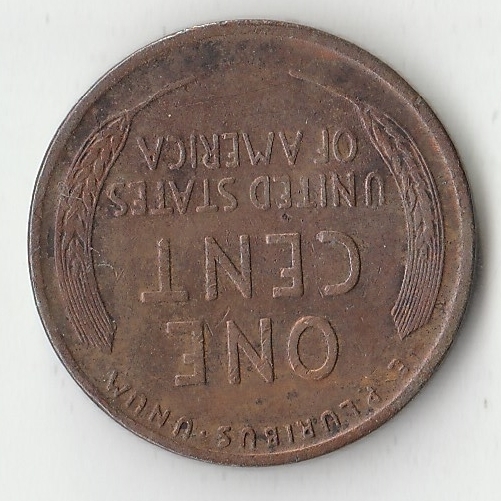 E·PLURIBUS·UNUM
ONE
CENT
UNITED STATES
OF AMERICA